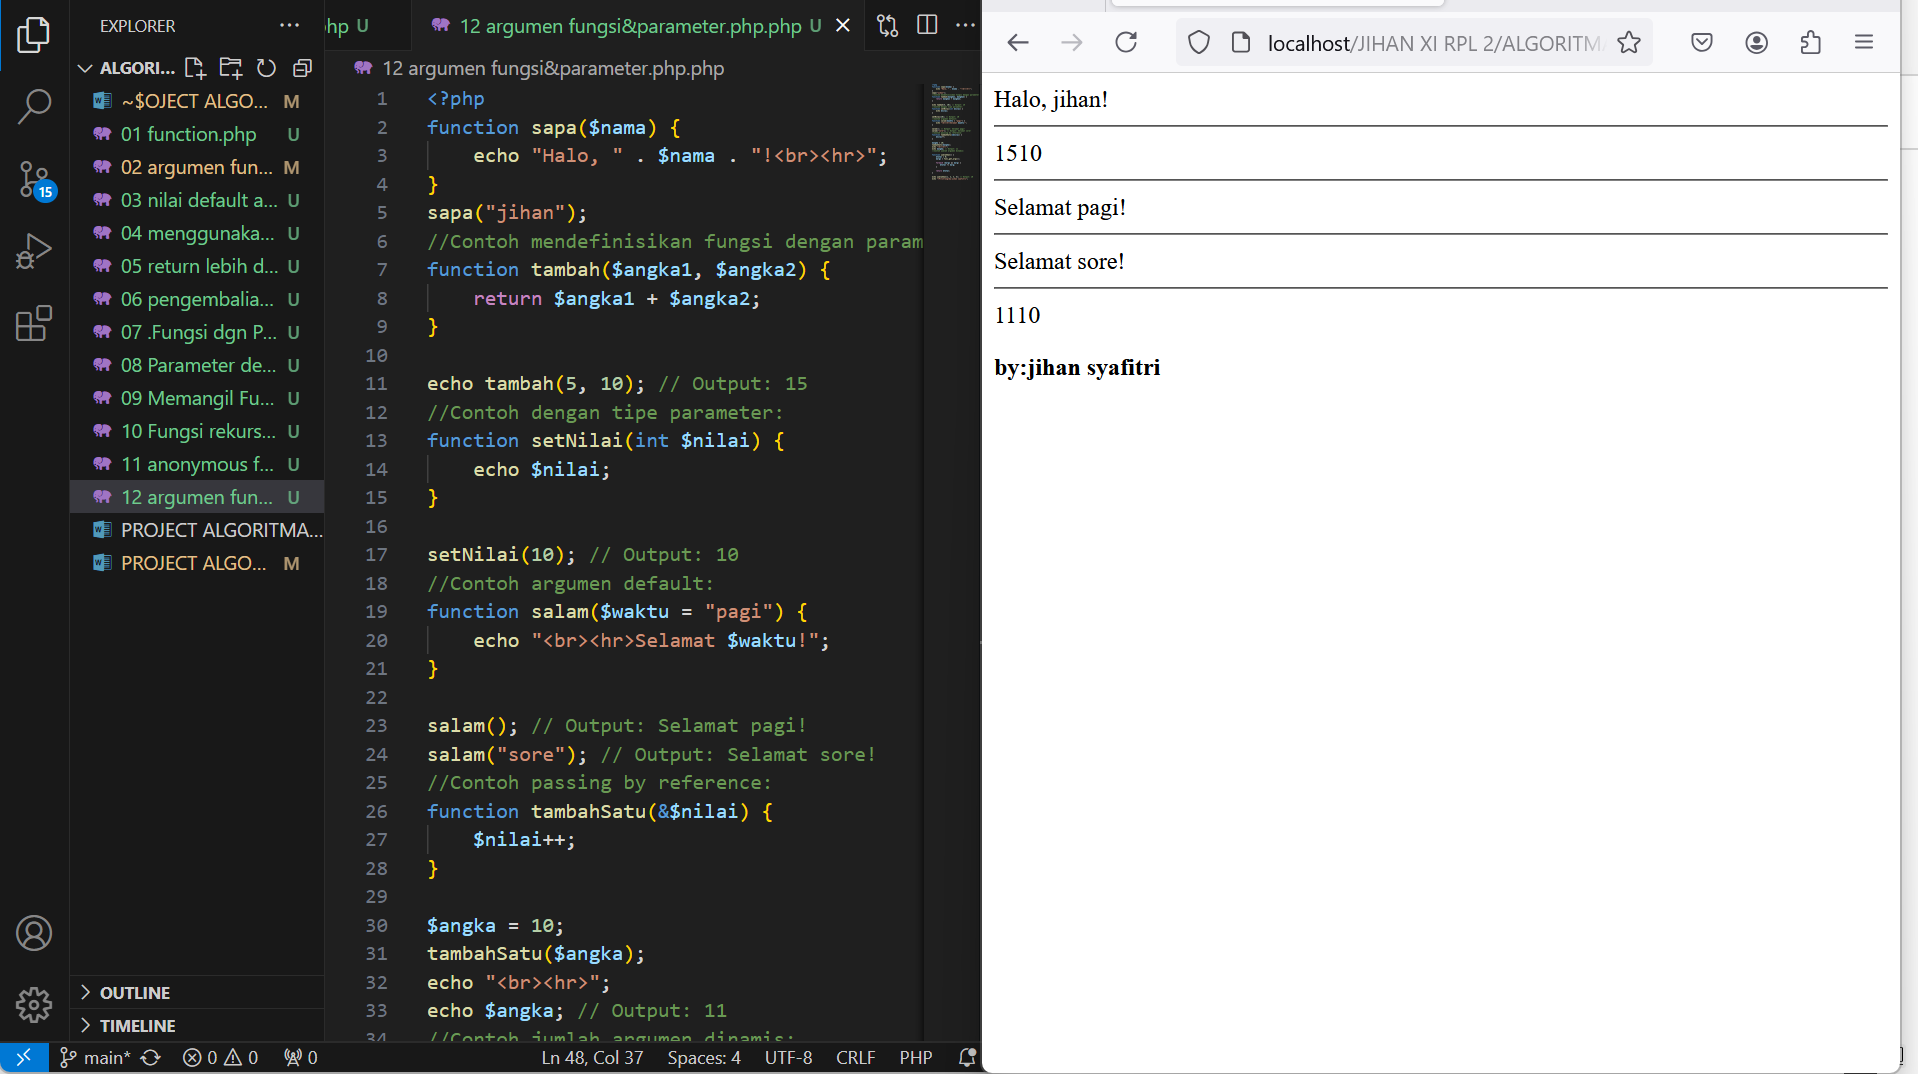 EXPLORER
ALGORI...
~$OJECT ALGO... M
01 function.php U
02 argumen fun... M
03 nilai default a... U
04 menggunaka... U
05 return lebih d... U
06 pengembalia... U
07 .Fungsi dgn P... U
08 Parameter de... U
09 Memangil Fu... U
10 Fungsi rekurs... U
11 anonymous f... U
12 argumen fun... U
PROJECT ALGORITMA...
PROJECT ALGO... M
OUTLINE
TIMELINE
15
hp U
12 argumen fungsi&parameter.php.php U
12 argumen fungsi&parameter.php.php
1 <?php
2 function sapa($nama) {
3 echo "Halo, " . $nama . "!<br><hr>";
4 }
5 sapa("jihan");
6 //Contoh mendefinisikan fungsi dengan param
7 function tambah($angka1, $angka2) {
8 return $angka1 + $angka2;
9 }
10
11 echo tambah(5, 10); // Output: 15
12 //Contoh dengan tipe parameter:
13 function setNilai(int $nilai) {
14 echo $nilai;
15 }
16
17 setNilai(10); // Output: 10
18 //Contoh argumen default:
19 function salam($waktu = "pagi") {
20 echo "<br><hr>Selamat $waktu!";
21 }
22
23 salam(); // Output: Selamat pagi!
24 salam("sore"); // Output: Selamat sore!
25 //Contoh passing by reference:
26 function tambahSatu(&$nilai) {
27 $nilai++;
28 }
29
30 $angka = 10;
31 tambahSatu($angka);
32 echo "<br><hr>";
33 echo $angka; // Output: 11
34 //Contoh jumlah argumen dinamis:
main* 0 0 0 Ln 48, Col 37 Spaces: 4 UTF-8 CRLF PHP
localhost/JIHAN XI RPL 2/ALGORITMA
Halo, jihan!
1510
Selamat pagi!
Selamat sore!
1110
by:jihan syafitri